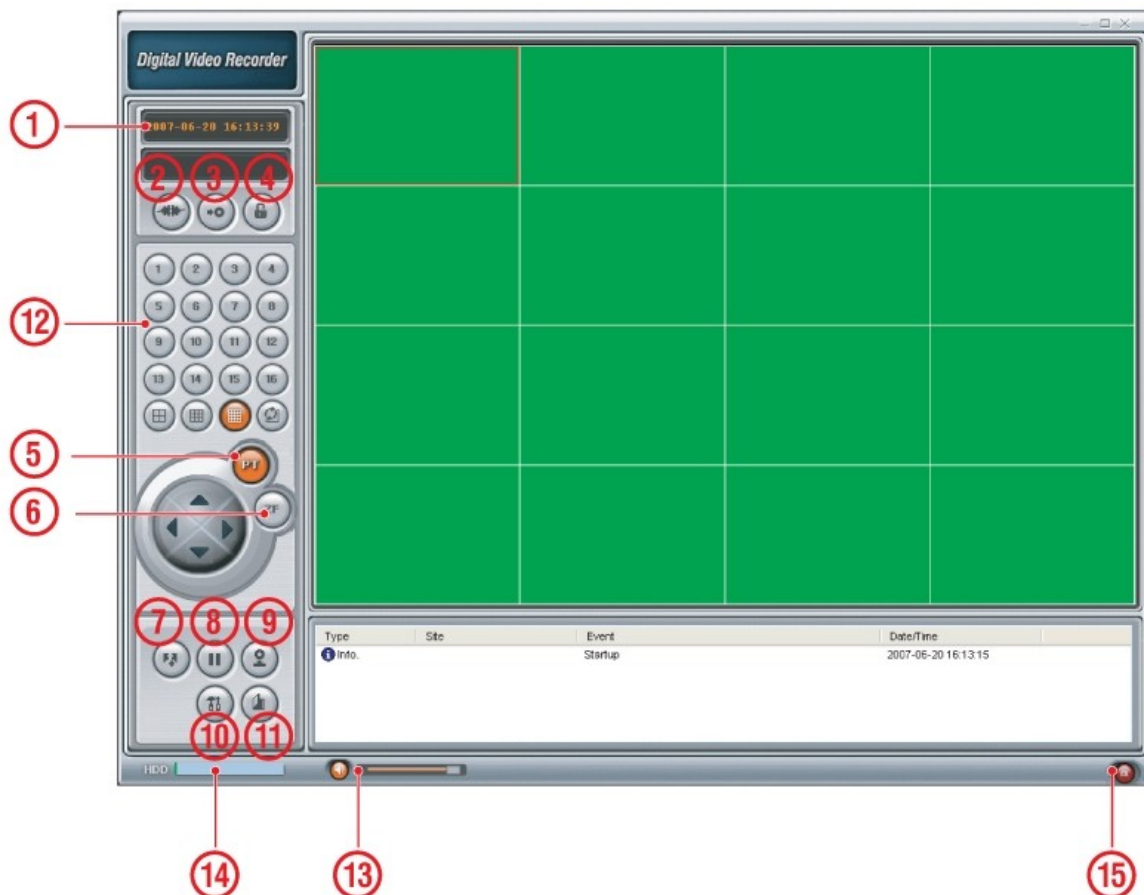 Digital Video Recorder
1
2007-06-20 16:13:39
2 3 4
1 2 3 4
5 6 7 8
12
9 10 11 12
13 14 15 16
5
PT
6
ZF
7 8 9
10 11
Type Site Event Date/Time
Info. Startup 2007-06-20 16:13:15
HDD
14 13 15